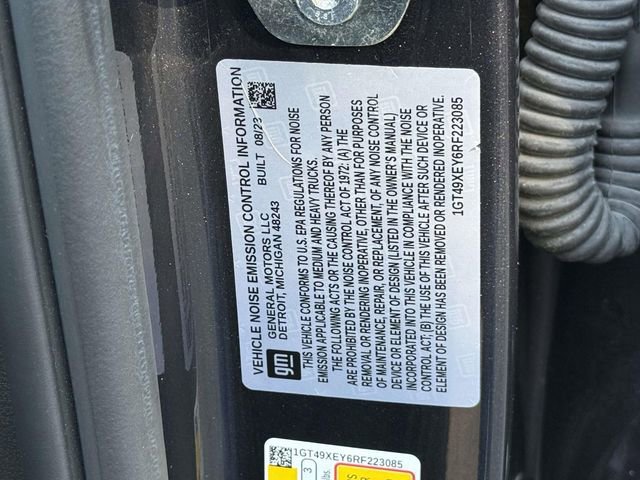 VEHICLE NOISE EMISSION CONTROL INFORMATION
GENERAL MOTORS LLC BUILT 08/23
DETROIT, MICHIGAN 48243
gm
THIS VEHICLE CONFORMS TO U.S. EPA REGULATIONS FOR NOISE
EMISSION APPLICABLE TO MEDIUM AND HEAVY TRUCKS.
THE FOLLOWING ACTS OR THE CAUSING THEREOF BY ANY PERSON
ARE PROHIBITED BY THE NOISE CONTROL ACT OF 1972: (A) THE
REMOVAL OR RENDERING INOPERATIVE, OTHER THAN FOR PURPOSES
OF MAINTENANCE, REPAIR, OR REPLACEMENT, OF ANY NOISE CONTROL
DEVICE OR ELEMENT OF DESIGN (LISTED IN THE OWNER'S MANUAL)
INCORPORATED INTO THIS VEHICLE IN COMPLIANCE WITH THE NOISE
CONTROL ACT, (B) THE USE OF THIS VEHICLE AFTER SUCH DEVICE OR
ELEMENT OF DESIGN HAS BEEN REMOVED OR RENDERED INOPERATIVE.
1GT49XEY6RF223085
1GT49XEY6RF223085
3
lbs.